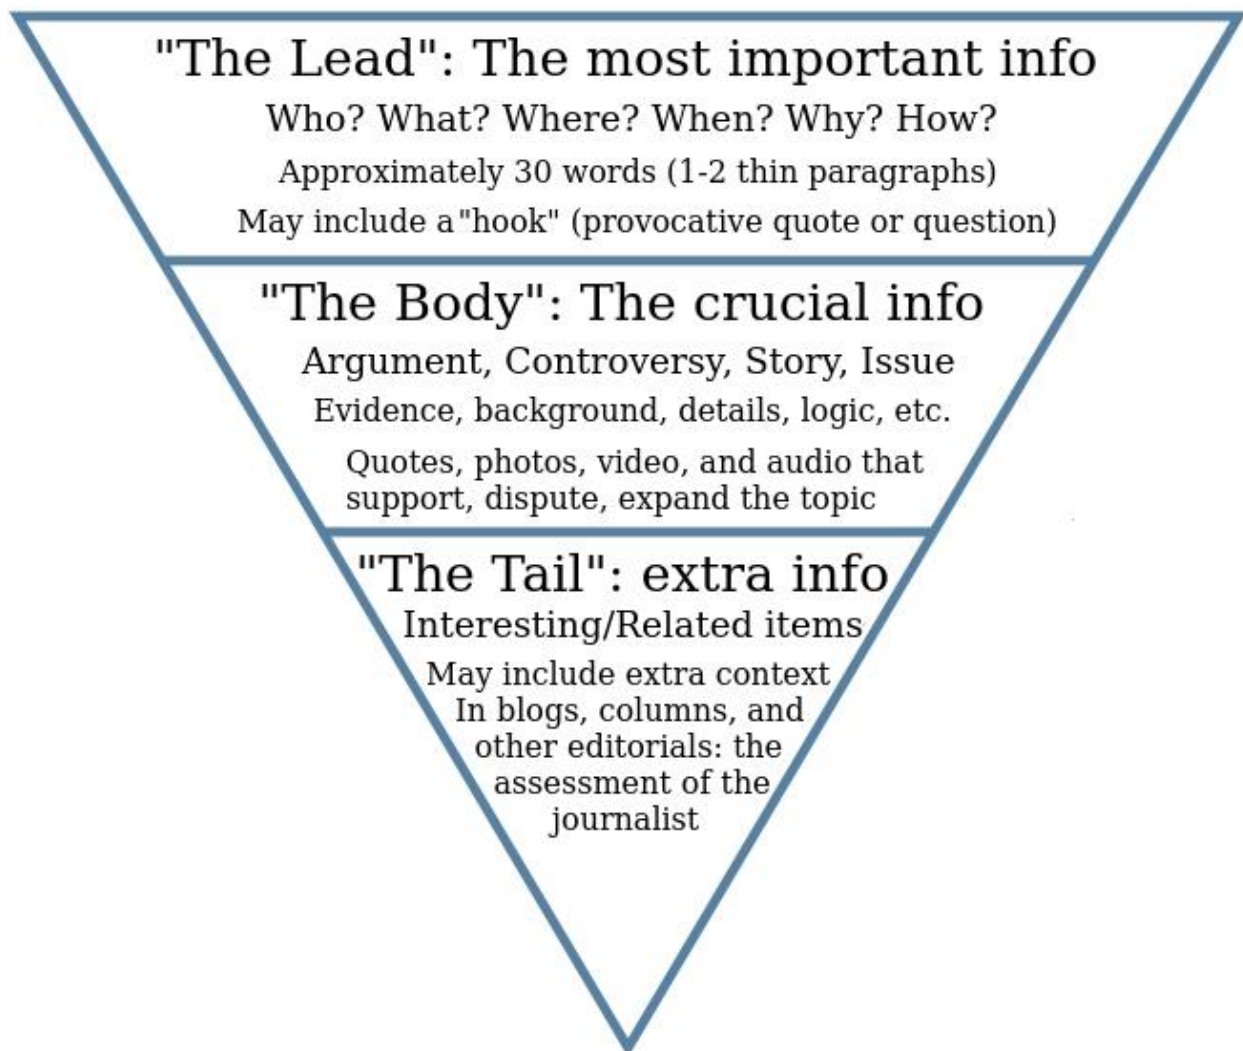 "The Lead": The most important info
Who? What? Where? When? Why? How?
Approximately 30 words (1-2 thin paragraphs)
May include a "hook" (provocative quote or question)
"The Body": The crucial info
Argument, Controversy, Story, Issue
Evidence, background, details, logic, etc.
Quotes, photos, video, and audio that
support, dispute, expand the topic
"The Tail": extra info
Interesting/Related items
May include extra context
In blogs, columns, and
other editorials: the
assessment of the
journalist